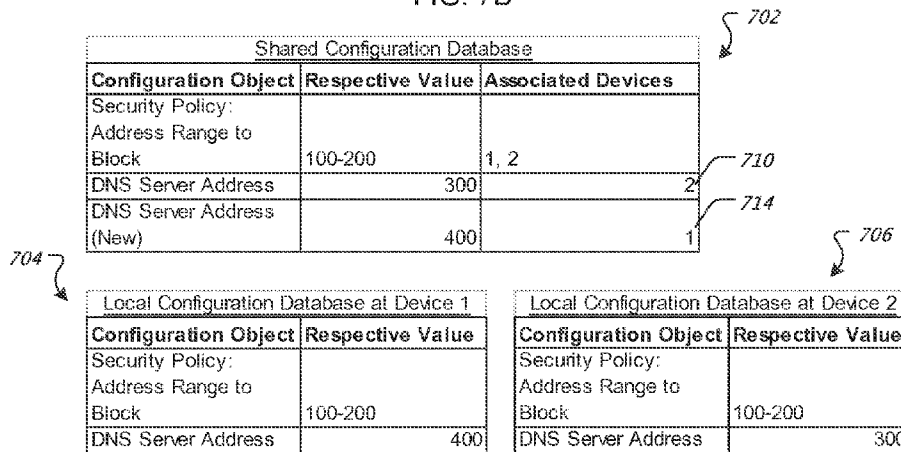 702
Shared Configuration Database
Configuration Object Respective Value Associated Devices
Security Policy:
Address Range to
Block 100-200 1, 2
710
DNS Server Address 300 2
714
DNS Server Address
(New) 400 1
704
706
Local Configuration Database at Device 1
Configuration Object Respective Value
Security Policy:
Address Range to
Block 100-200
DNS Server Address 400
Local Configuration Database at Device 2
Configuration Object Respective Value
Security Policy:
Address Range to
Block 100-200
DNS Server Address 300